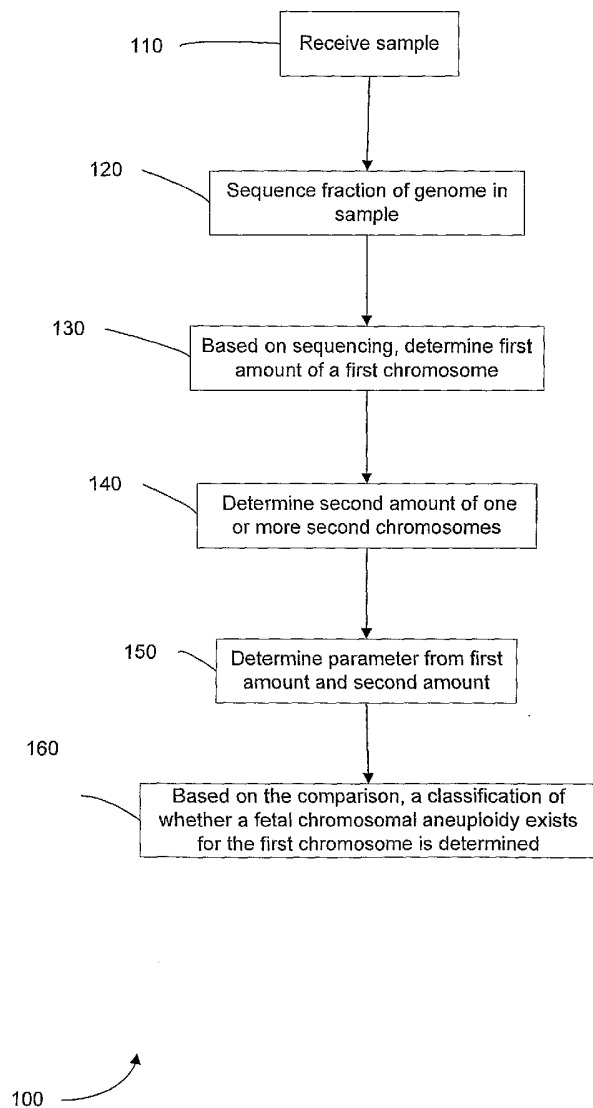 110
Receive sample
120
Sequence fraction of genome in
sample
130
Based on sequencing, determine first
amount of a first chromosome
140
Determine second amount of one
or more second chromosomes
150
Determine parameter from first
amount and second amount
160
Based on the comparison, a classification of
whether a fetal chromosomal aneuploidy exists
for the first chromosome is determined
100